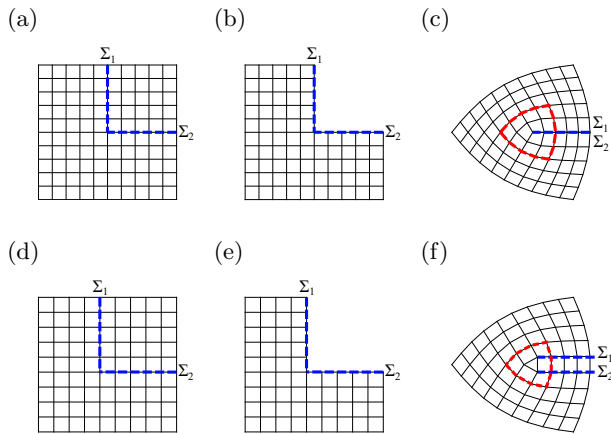 (a) (b) (c)
Σ₁ Σ₁
Σ₂ Σ₂ Σ₁
Σ₂
(d) (e) (f)
Σ₁ Σ₁
Σ₁
Σ₂ Σ₂ Σ₂